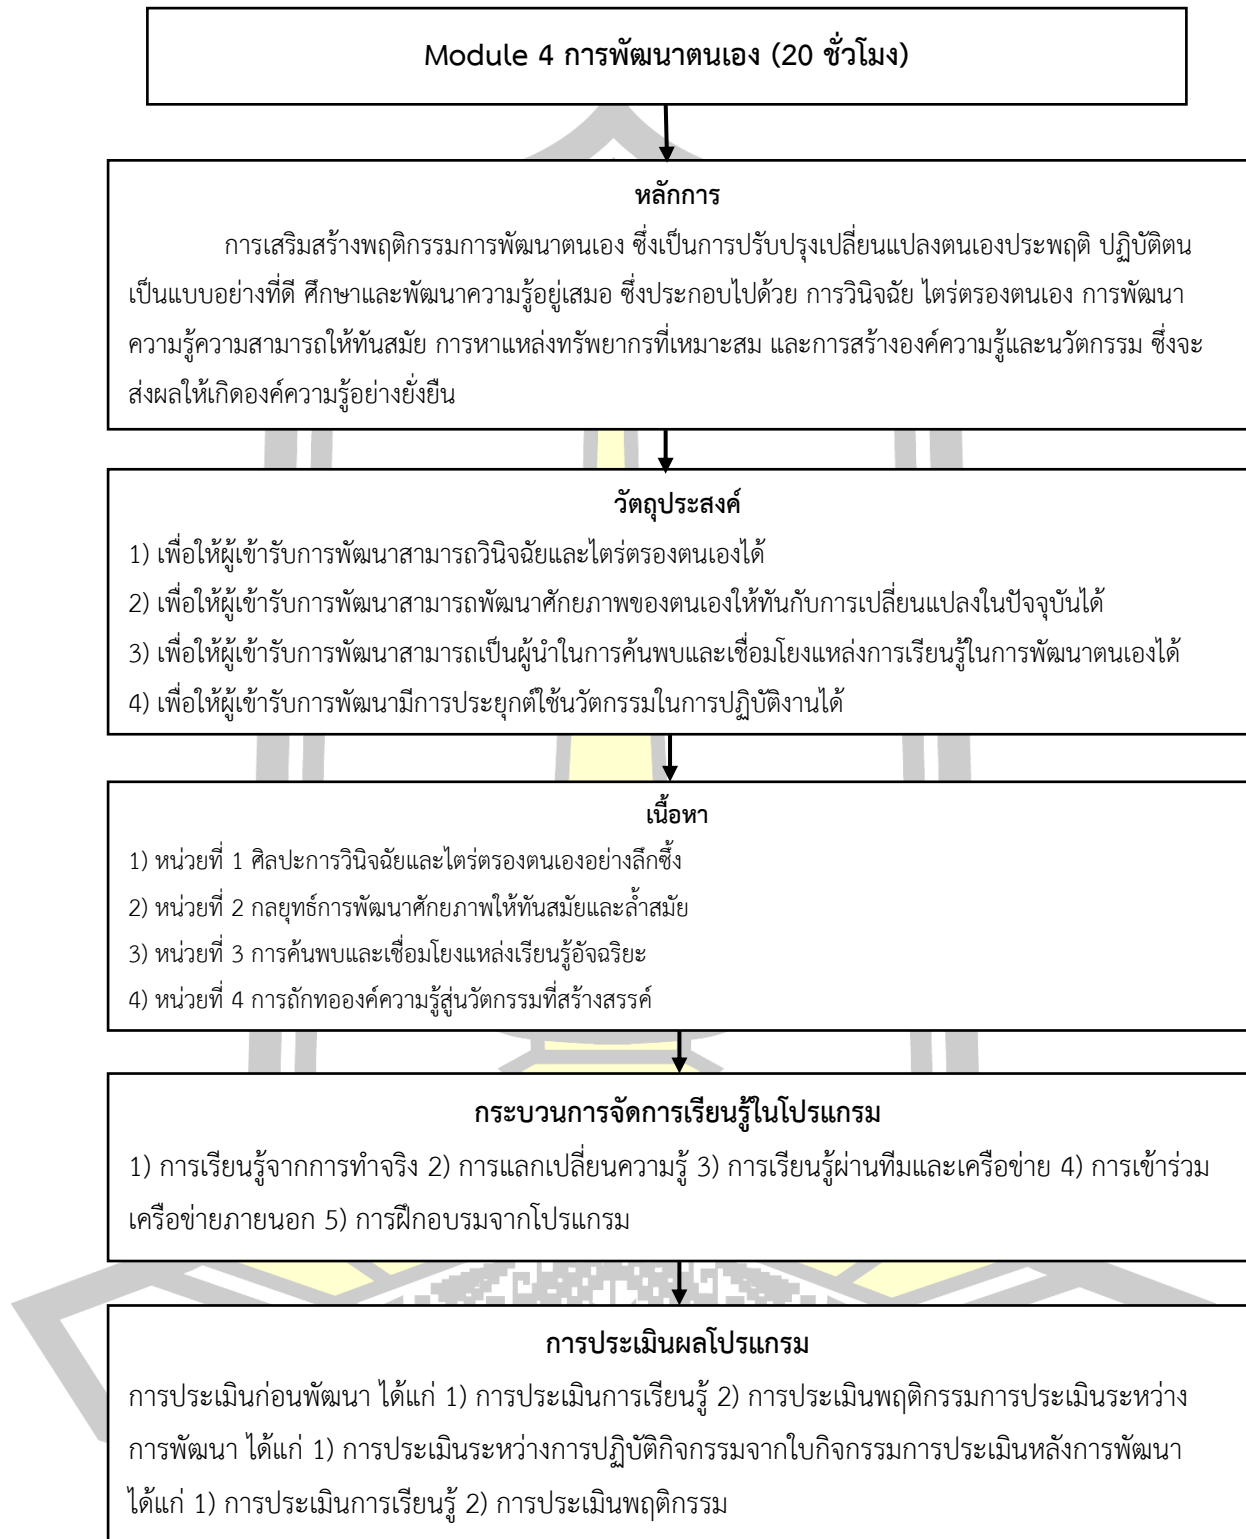 Module 4 การพัฒนาตนเอง (20 ชั่วโมง)
หลักการ
การเสริมสร้างพฤติกรรมการพัฒนาตนเอง ซึ่งเป็นการปรับปรุงเปลี่ยนแปลงตนเองประพฤติ ปฏิบัติตน
เป็นแบบอย่างที่ดี ศึกษาและพัฒนาความรู้อยู่เสมอ ซึ่งประกอบไปด้วย การวินิจฉัย ไตร่ตรองตนเอง การพัฒนา
ความรู้ความสามารถให้ทันสมัย การหาแหล่งทรัพยากรที่เหมาะสม และการสร้างองค์ความรู้และนวัตกรรม ซึ่งจะ
ส่งผลให้เกิดองค์ความรู้อย่างยั่งยืน
วัตถุประสงค์
1) เพื่อให้ผู้เข้ารับการพัฒนาสามารถวินิจฉัยและไตร่ตรองตนเองได้
2) เพื่อให้ผู้เข้ารับการพัฒนาสามารถพัฒนาศักยภาพของตนเองให้ทันกับการเปลี่ยนแปลงในปัจจุบันได้
3) เพื่อให้ผู้เข้ารับการพัฒนาสามารถเป็นผู้นำในการค้นพบและเชื่อมโยงแหล่งการเรียนรู้ในการพัฒนาตนเองได้
4) เพื่อให้ผู้เข้ารับการพัฒนามีการประยุกต์ใช้นวัตกรรมในการปฏิบัติงานได้
เนื้อหา
1) หน่วยที่ 1 ศิลปะการวินิจฉัยและไตร่ตรองตนเองอย่างลึกซึ้ง
2) หน่วยที่ 2 กลยุทธ์การพัฒนาศักยภาพให้ทันสมัยและล้ำสมัย
3) หน่วยที่ 3 การค้นพบและเชื่อมโยงแหล่งเรียนรู้อัจฉริยะ
4) หน่วยที่ 4 การถักทอองค์ความรู้สู่นวัตกรรมที่สร้างสรรค์
กระบวนการจัดการเรียนรู้ในโปรแกรม
1) การเรียนรู้จากการทำจริง 2) การแลกเปลี่ยนความรู้ 3) การเรียนรู้ผ่านทีมและเครือข่าย 4) การเข้าร่วม
เครือข่ายภายนอก 5) การฝึกอบรมจากโปรแกรม
การประเมินผลโปรแกรม
การประเมินก่อนพัฒนา ได้แก่ 1) การประเมินการเรียนรู้ 2) การประเมินพฤติกรรมการประเมินระหว่าง
การพัฒนา ได้แก่ 1) การประเมินระหว่างการปฏิบัติกิจกรรมจากใบกิจกรรมการประเมินหลังการพัฒนา
ได้แก่ 1) การประเมินการเรียนรู้ 2) การประเมินพฤติกรรม